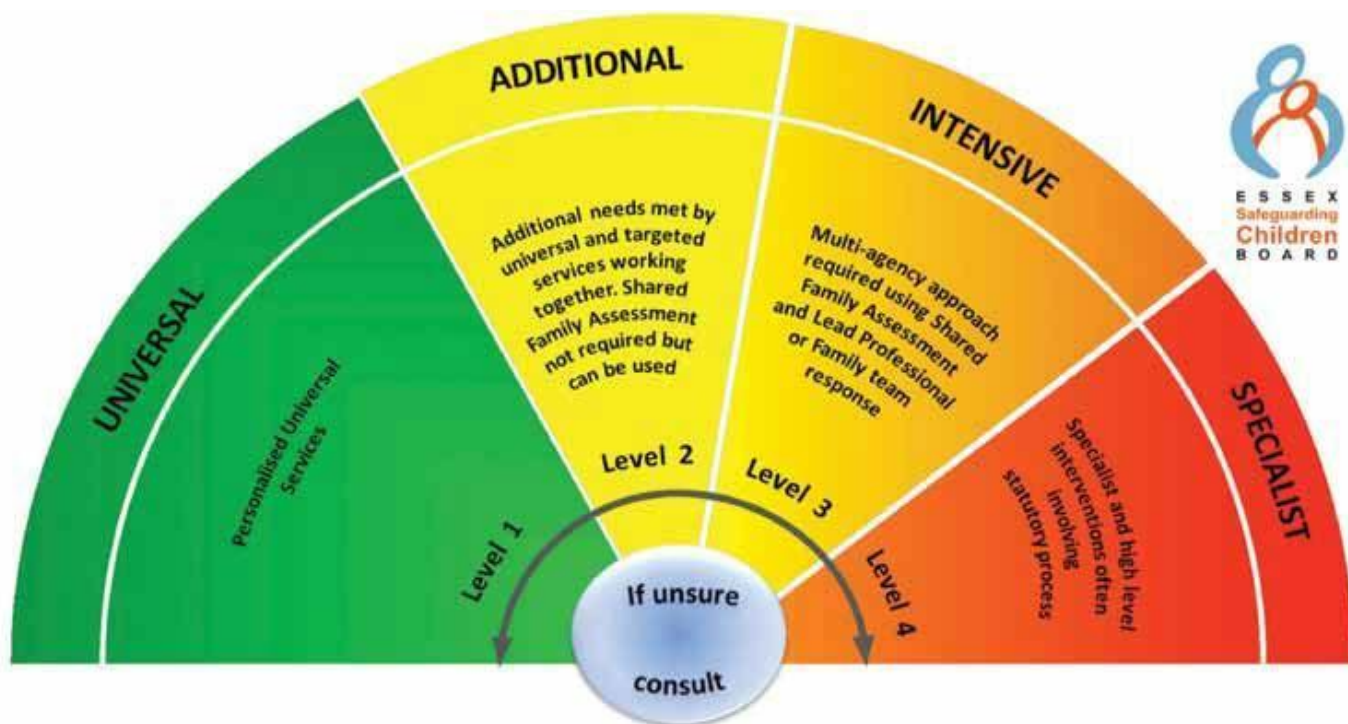 UNIVERSAL
Personalised Universal
Services
Level 1
ADDITIONAL
Additional needs met by
universal and targeted
services working
together. Shared
Family Assessment
not required but
can be used
Level 2
INTENSIVE
Multi-agency approach
required using Shared
Family Assessment
and Lead Professional
or Family team
response
Level 3
SPECIALIST
Specialist and high level
interventions often
involving
statutory process
Level 4
If unsure
consult
ESSEX
Safeguarding
Children
BOARD